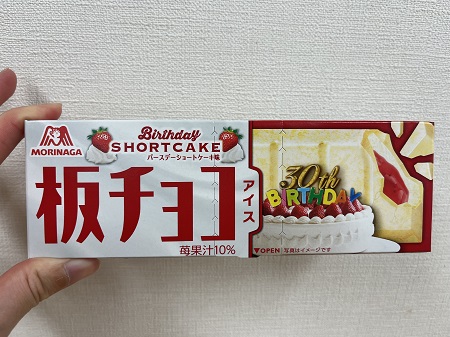 MORINAGA
Birthday
SHORTCAKE
バースデーショートケーキ味
板チョコ
アイス
苺果汁10%
30th
BIRTHDAY
▼OPEN 写真はイメージです